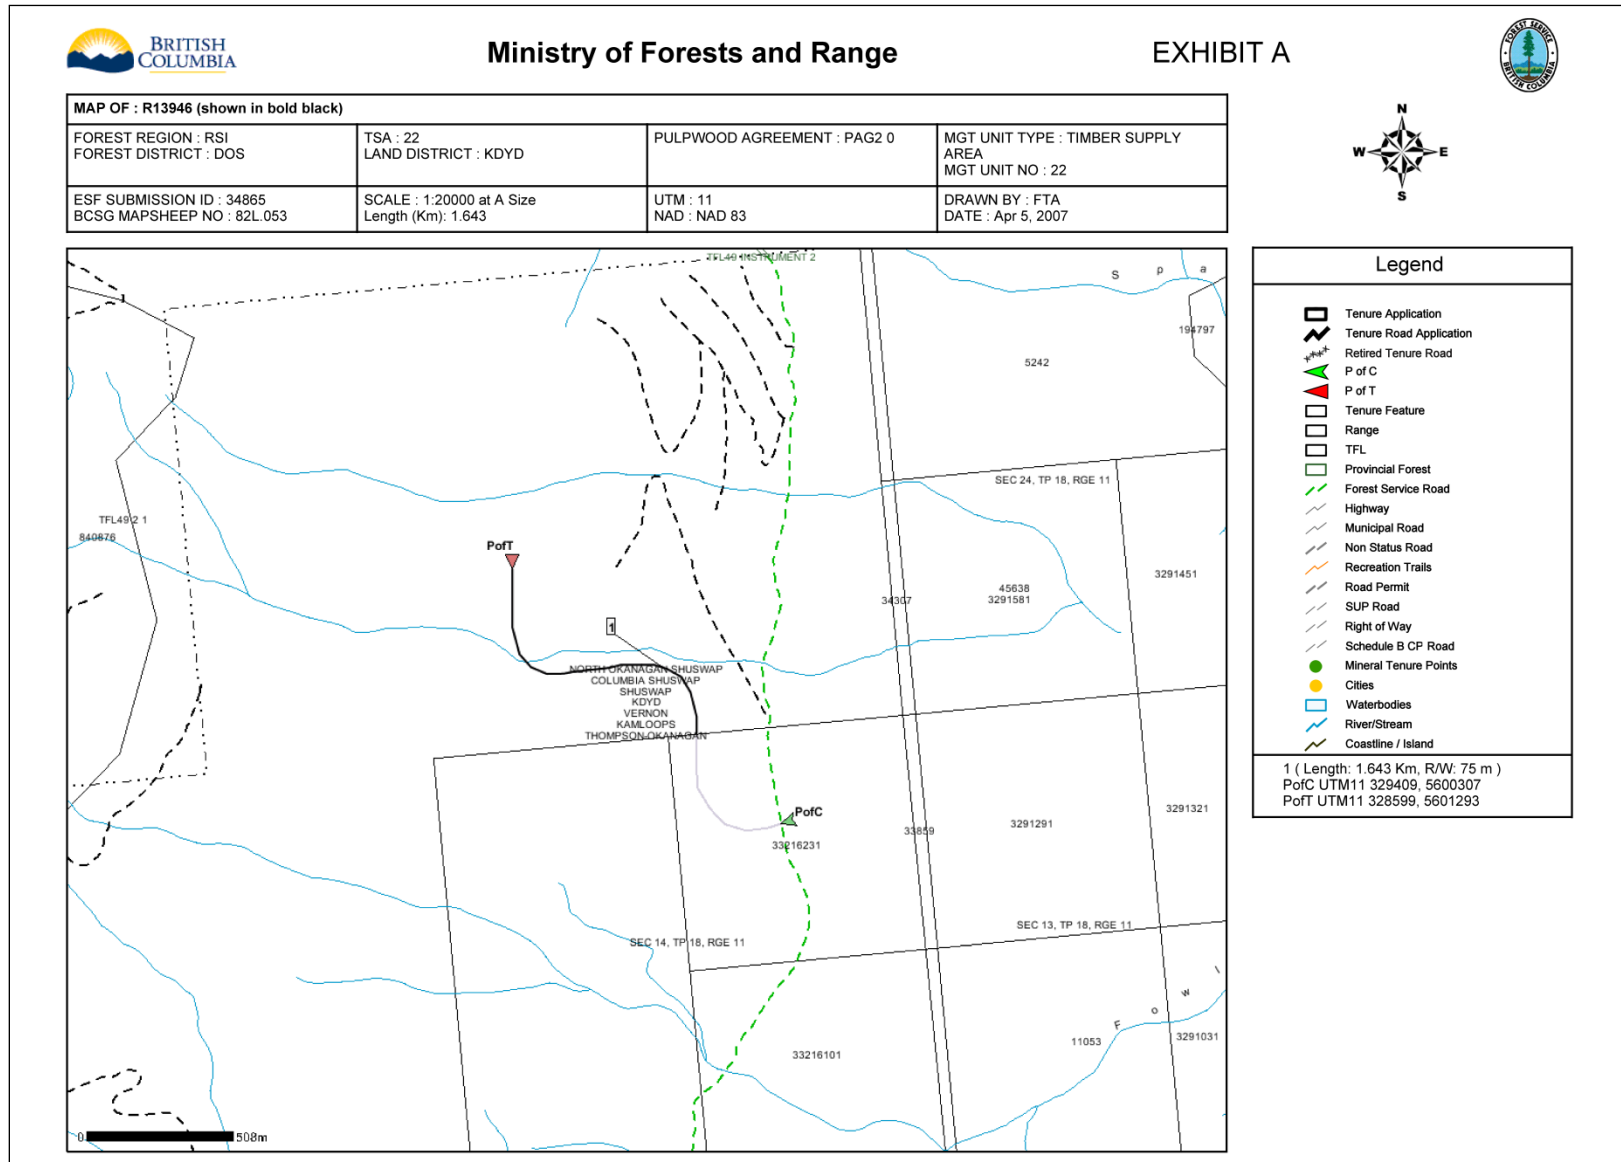 BRITISH
COLUMBIA
Ministry of Forests and Range
EXHIBIT A
FOREST SERVICE
BRITISH COLUMBIA
MAP OF : R13946 (shown in bold black)
FOREST REGION : RSI
FOREST DISTRICT : DOS
TSA : 22
LAND DISTRICT : KDYD
PULPWOOD AGREEMENT : PAG2 0
MGT UNIT TYPE : TIMBER SUPPLY
AREA
MGT UNIT NO : 22
ESF SUBMISSION ID : 34865
BCSG MAPSHEEP NO : 82L.053
SCALE : 1:20000 at A Size
Length (Km): 1.643
UTM : 11
NAD : NAD 83
DRAWN BY : FTA
DATE : Apr 5, 2007
N
W
E
S
TFL49 INSTRUMENT 2
S p a
194797
5242
SEC 24, TP 18, RGE 11
TFL49 2 1
840876
PofT
3291451
45638
3291581
34307
1
NORTH OKANAGAN SHUSWAP
COLUMBIA SHUSWAP
SHUSWAP
KDYD
VERNON
KAMLOOPS
THOMPSON-OKANAGAN
PofC
33216231
33859
3291291
3291321
SEC 14, TP 18, RGE 11
SEC 13, TP 18, RGE 11
F o w l
33216101
11053
3291031
0
508m
Legend
Tenure Application
Tenure Road Application
Retired Tenure Road
P of C
P of T
Tenure Feature
Range
TFL
Provincial Forest
Forest Service Road
Highway
Municipal Road
Non Status Road
Recreation Trails
Road Permit
SUP Road
Right of Way
Schedule B CP Road
Mineral Tenure Points
Cities
Waterbodies
River/Stream
Coastline / Island
1 ( Length: 1.643 Km, R/W: 75 m )
PofC UTM11 329409, 5600307
PofT UTM11 328599, 5601293